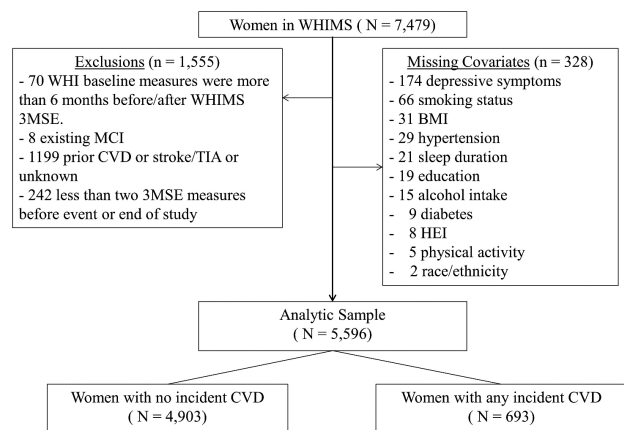 Women in WHIMS ( N = 7,479)
Exclusions (n = 1,555)
- 70 WHI baseline measures were more
than 6 months before/after WHIMS
3MSE.
- 8 existing MCI
- 1199 prior CVD or stroke/TIA or
unknown
- 242 less than two 3MSE measures
before event or end of study
Missing Covariates (n = 328)
- 174 depressive symptoms
- 66 smoking status
- 31 BMI
- 29 hypertension
- 21 sleep duration
- 19 education
- 15 alcohol intake
- 9 diabetes
- 8 HEI
- 5 physical activity
- 2 race/ethnicity
Analytic Sample
( N = 5,596)
Women with no incident CVD
( N = 4,903)
Women with any incident CVD
( N = 693)